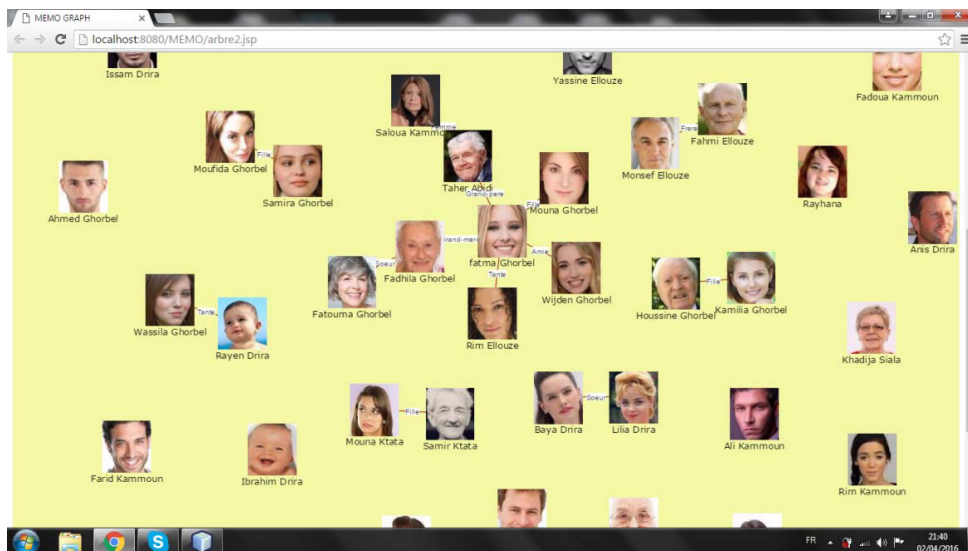 MEMO GRAPH
localhost:8080/MEMO/arbre2.jsp
Issam Drira
Yassine Ellouze
Fadoua Kammoun
Saloua Kammo
Femme
Frere
Fahmi Ellouze
Moufida Ghorbel
Fille
Samira Ghorbel
Taher Abidi
Grand-pere
Monsef Ellouze
Ahmed Ghorbel
Fille
Mouna Ghorbel
Rayhana
Anis Drira
Fadhila Ghorbel
Grand-mere
fatma Ghorbel
Amie
Soeur
Tante
Wijden Ghorbel
Fatouma Ghorbel
Houssine Ghorbel
Fille
Kamilia Ghorbel
Wassila Ghorbel
Tante
Rayen Drira
Rim Ellouze
Khadija Siala
Mouna Ktata
Fille
Samir Ktata
Baya Drira
Soeur
Lilia Drira
Ali Kammoun
Farid Kammoun
Ibrahim Drira
Rim Kammoun
FR
21:40
02/04/2016